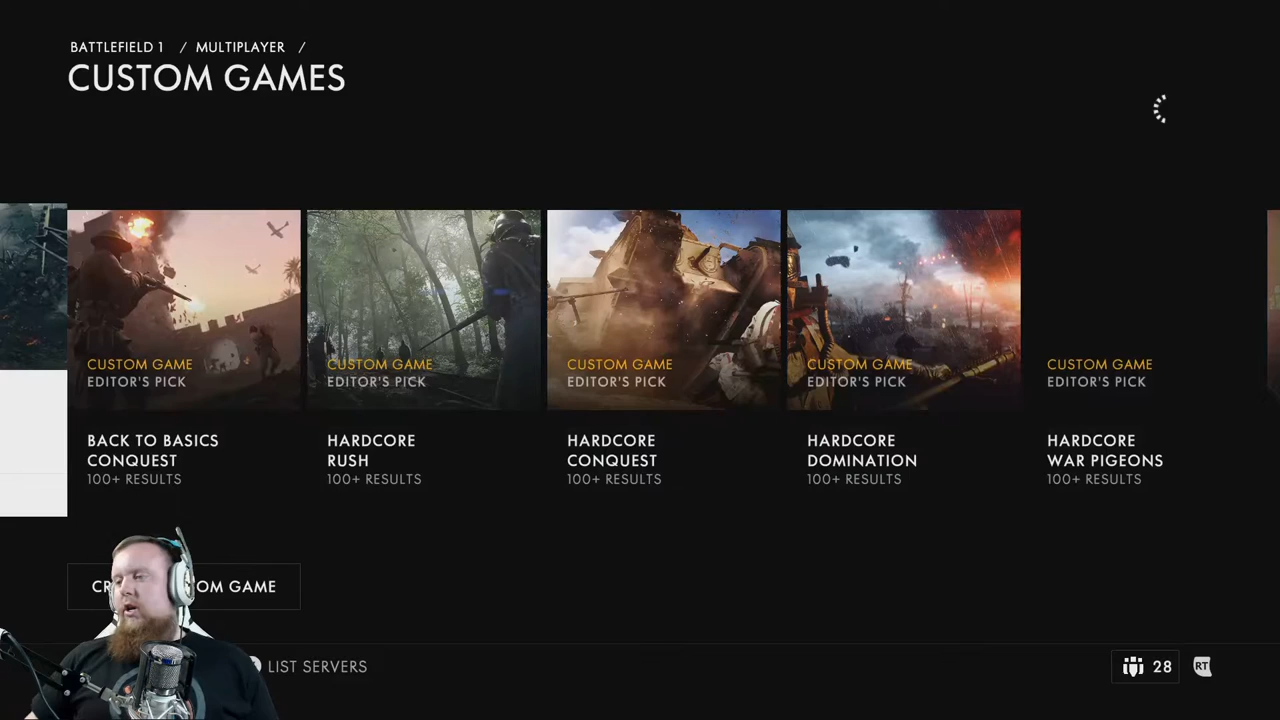 BATTLEFIELD 1 / MULTIPLAYER /
CUSTOM GAMES
CUSTOM GAME
EDITOR'S PICK
BACK TO BASICS
CONQUEST
100+ RESULTS
CUSTOM GAME
EDITOR'S PICK
HARDCORE
RUSH
100+ RESULTS
CUSTOM GAME
EDITOR'S PICK
HARDCORE
CONQUEST
100+ RESULTS
CUSTOM GAME
EDITOR'S PICK
HARDCORE
DOMINATION
100+ RESULTS
CUSTOM GAME
EDITOR'S PICK
HARDCORE
WAR PIGEONS
100+ RESULTS
GAME
LIST SERVERS
28 RT